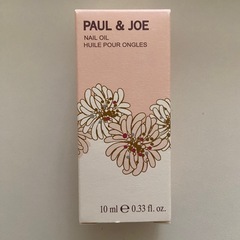 PAUL & JOE
NAIL OIL
HUILE POUR ONGLES
10 ml ℮ 0.33 fl. oz.